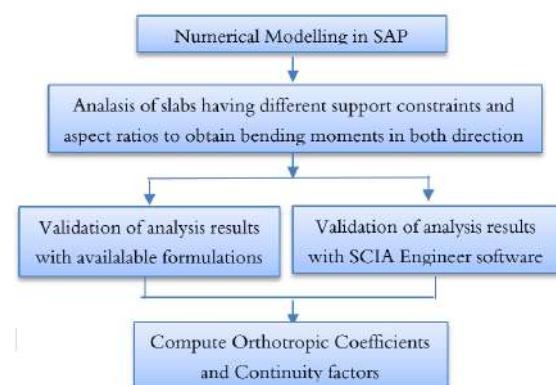 Numerical Modelling in SAP
Analasis of slabs having different support constraints and
aspect ratios to obtain bending moments in both direction
Validation of analysis results
with availalable formulations
Validation of analysis results
with SCIA Engineer software
Compute Orthotropic Coefficients
and Continuity factors